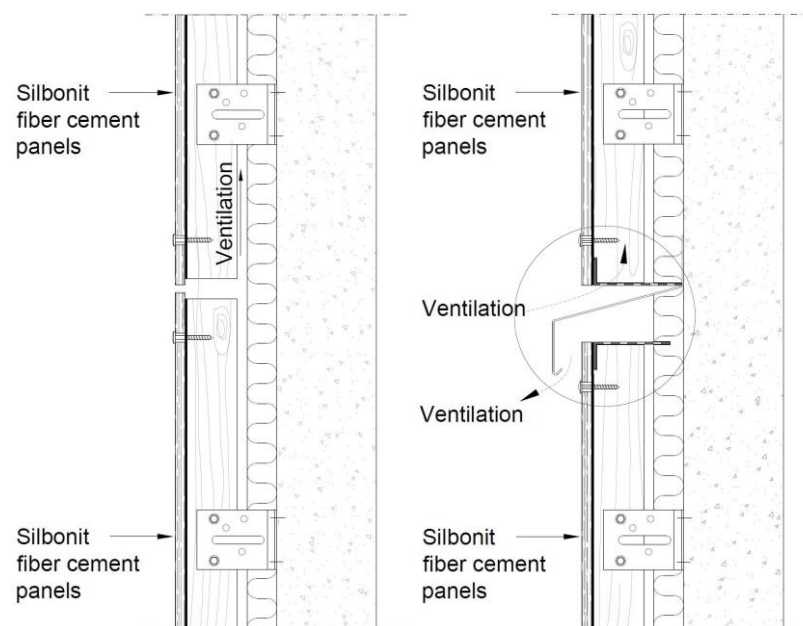 Silbonit
fiber cement
panels
Ventilation
Silbonit
fiber cement
panels
Silbonit
fiber cement
panels
Ventilation
Ventilation
Silbonit
fiber cement
panels